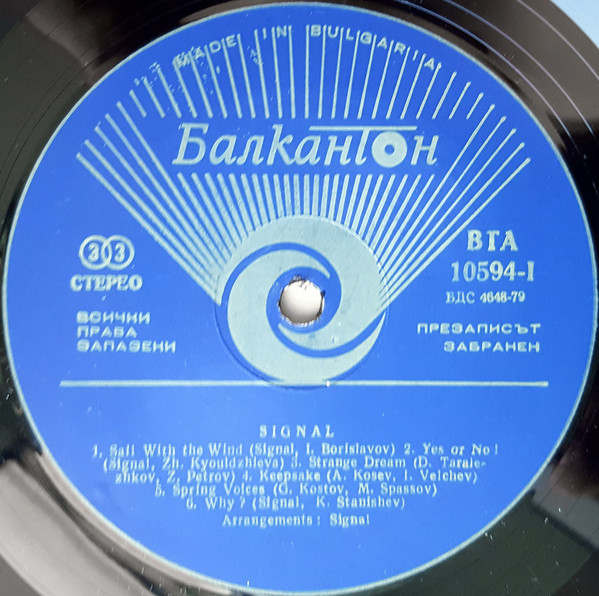 MADE IN BULGARIA
Балкантон
33
СТЕРЕО
ВТА
10594-I
БДС 4648-79
ВСИЧКИ
ПРАВА
ЗАПАЗЕНИ
ПРЕЗАПИСЪТ
ЗАБРАНЕН
SIGNAL
1. Sail With the Wind (Signal, I. Borislavov) 2. Yes or No!
(Signal, Zh. Kyouldzhieva) 3. Strange Dream (D. Tarale-
zhkov, Z. Petrov) 4. Keepsake (A. Kosev, I. Velchev)
5. Spring Voices (G. Kostov, M. Spassov)
6. Why? (Signal, K. Stanishev)
Arrangements: Signal